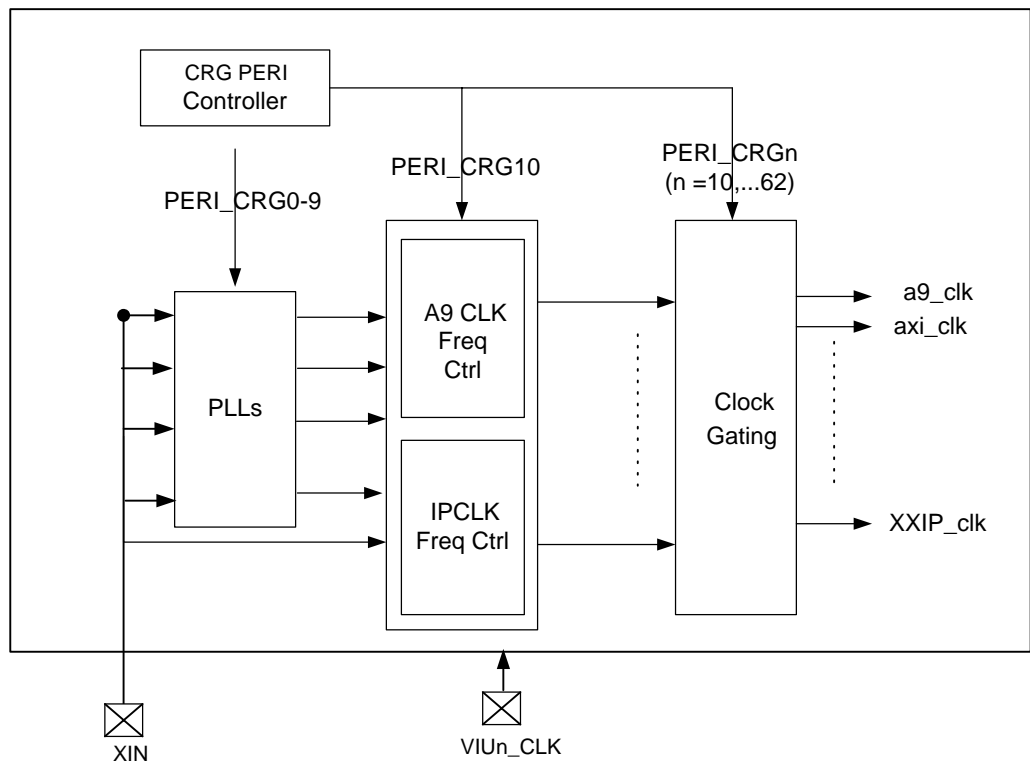 CRG PERI
Controller
PERI_CRG0-9
PERI_CRG10
PERI_CRGn
(n =10,...62)
PLLs
A9 CLK
Freq
Ctrl
IPCLK
Freq Ctrl
Clock
Gating
a9_clk
axi_clk
XXIP_clk
XIN
VIUn_CLK